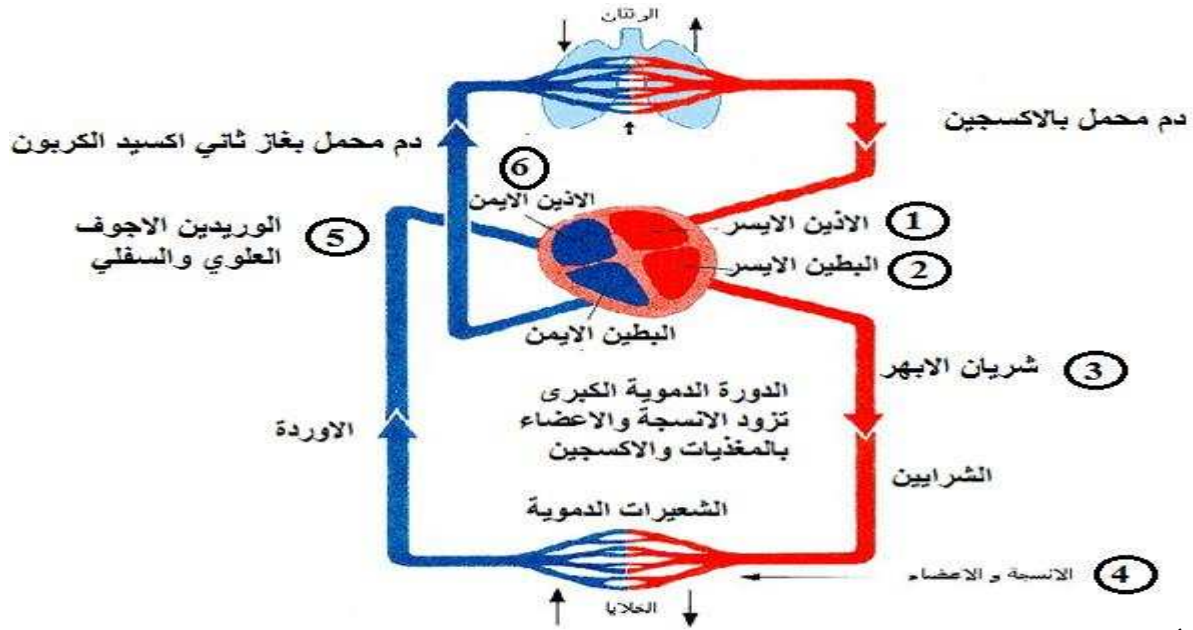 الرئتان
دم محمل بالاكسجين
دم محمل بغاز ثاني اكسيد الكربون
6
الاذين الايمن
1
الاذين الايسر
5
الوريدين الاجوف
العلوي والسفلي
2
البطين الايسر
البطين الايمن
3
شريان الابهر
الدورة الدموية الكبرى
تزود الانسجة والاعضاء
بالمغذيات والاكسجين
الاوردة
الشرايين
الشعيرات الدموية
4
الانسجة و الاعضاء
الخلايا